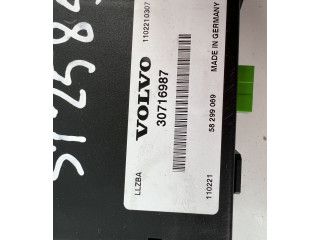 1102210307
VOLVO
30716987
LLZBA
MADE IN GERMANY
58 299 069
110221